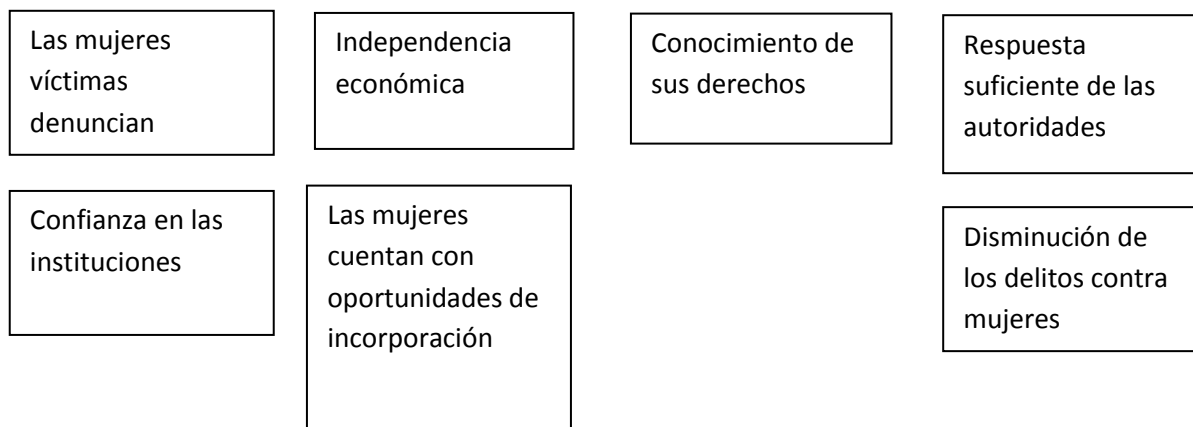 Las mujeres
víctimas
denuncian
Independencia
económica
Conocimiento de
sus derechos
Respuesta
suficiente de las
autoridades
Confianza en las
instituciones
Las mujeres
cuentan con
oportunidades de
incorporación
Disminución de
los delitos contra
mujeres